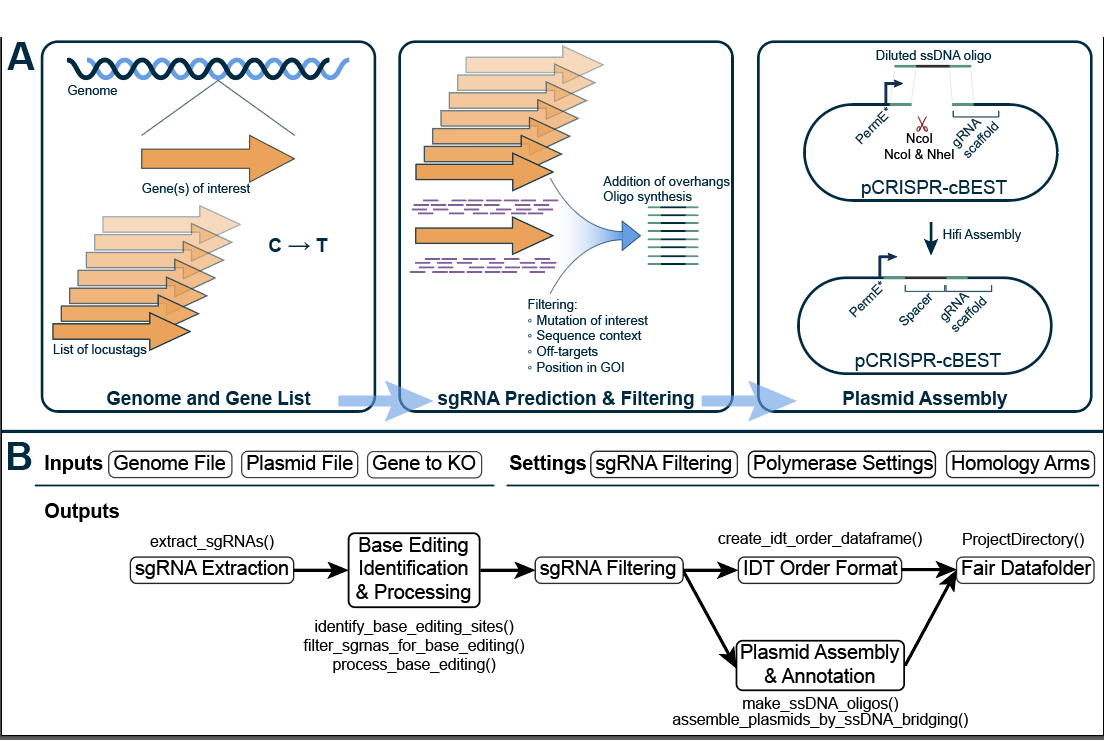 A
Genome
Gene(s) of interest
C → T
List of locustags
Genome and Gene List
Addition of overhangs
Oligo synthesis
Filtering:
◦ Mutation of interest
◦ Sequence context
◦ Off-targets
◦ Position in GOI
sgRNA Prediction & Filtering
Diluted ssDNA oligo
PermE*
NcoI
NcoI & NheI
gRNA
scaffold
pCRISPR-cBEST
Hifi Assembly
PermE*
Spacer
gRNA
scaffold
pCRISPR-cBEST
Plasmid Assembly
B
Inputs Genome File Plasmid File Gene to KO
Settings sgRNA Filtering Polymerase Settings Homology Arms
Outputs
extract_sgRNAs()
sgRNA Extraction
Base Editing
Identification
& Processing
identify_base_editing_sites()
filter_sgrnas_for_base_editing()
process_base_editing()
sgRNA Filtering
create_idt_order_dataframe()
IDT Order Format
Plasmid Assembly
& Annotation
make_ssDNA_oligos()
assemble_plasmids_by_ssDNA_bridging()
ProjectDirectory()
Fair Datafolder